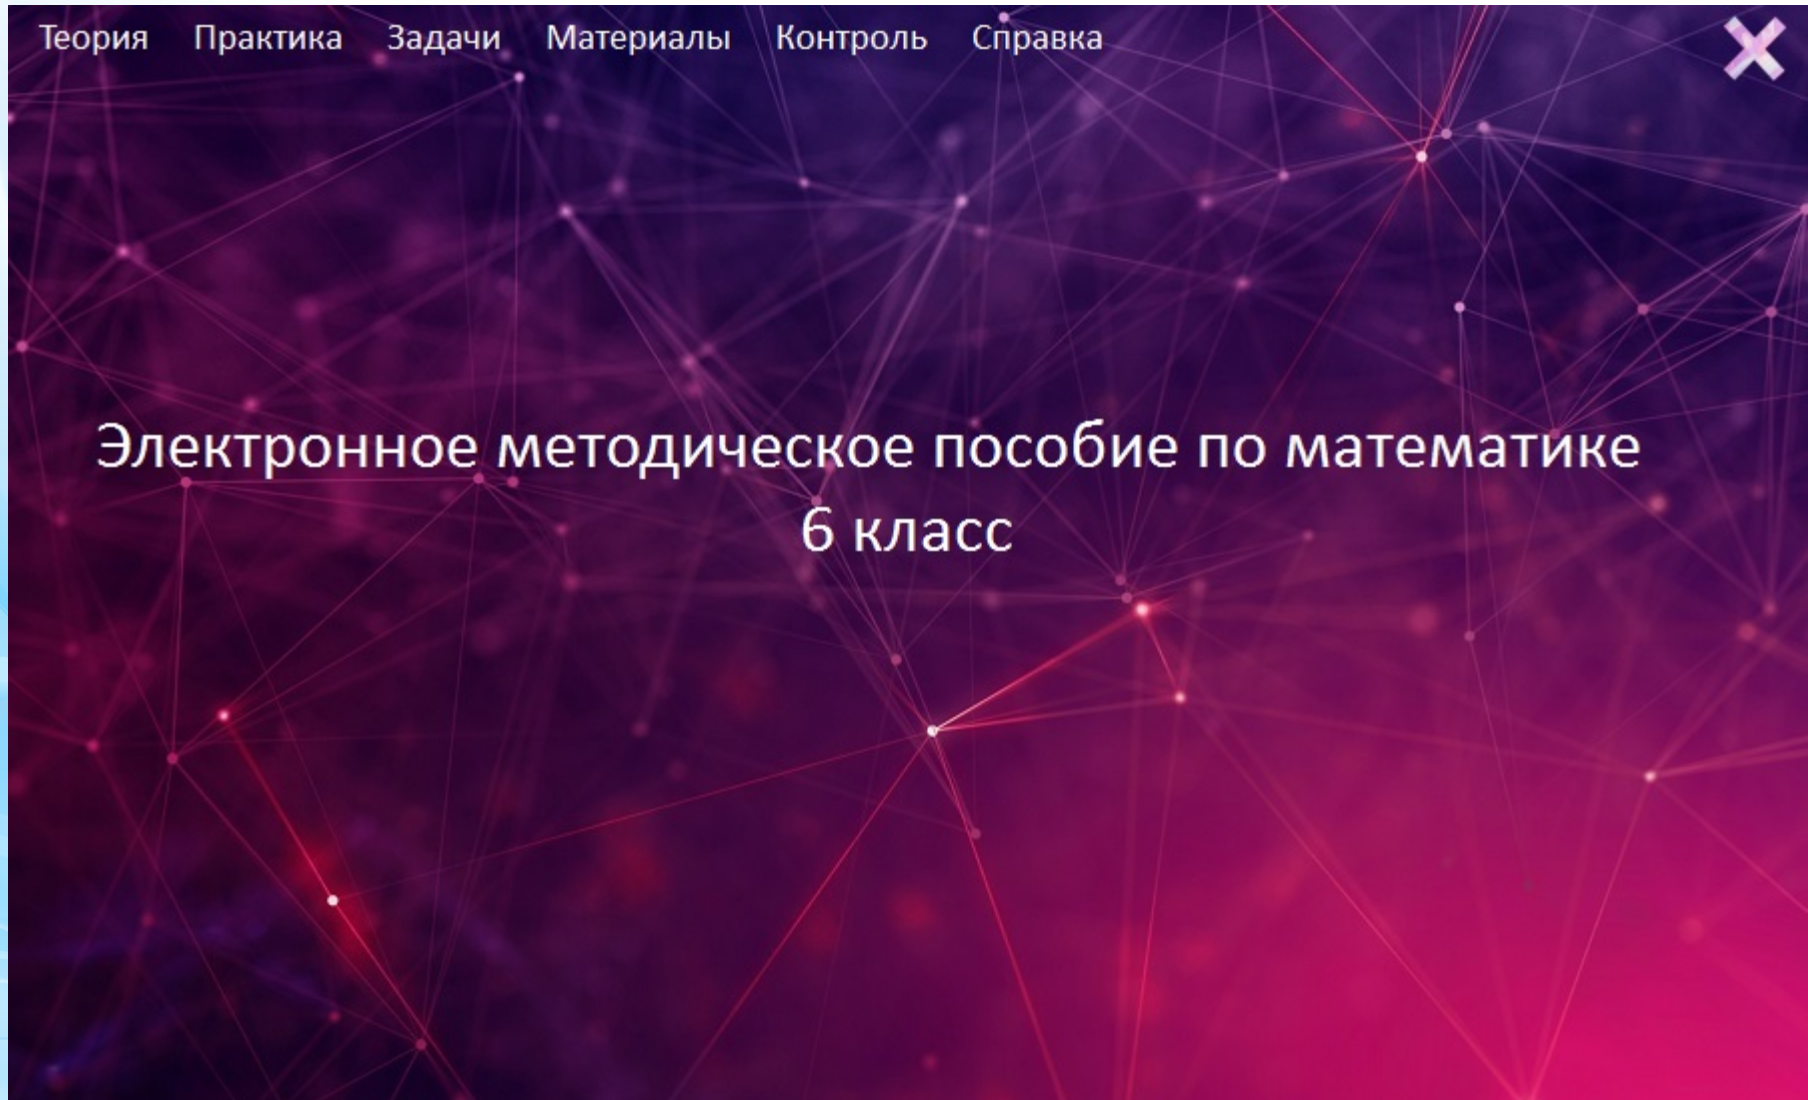 Теория Практика Задачи Материалы Контроль Справка
Электронное методическое пособие по математике
6 класс